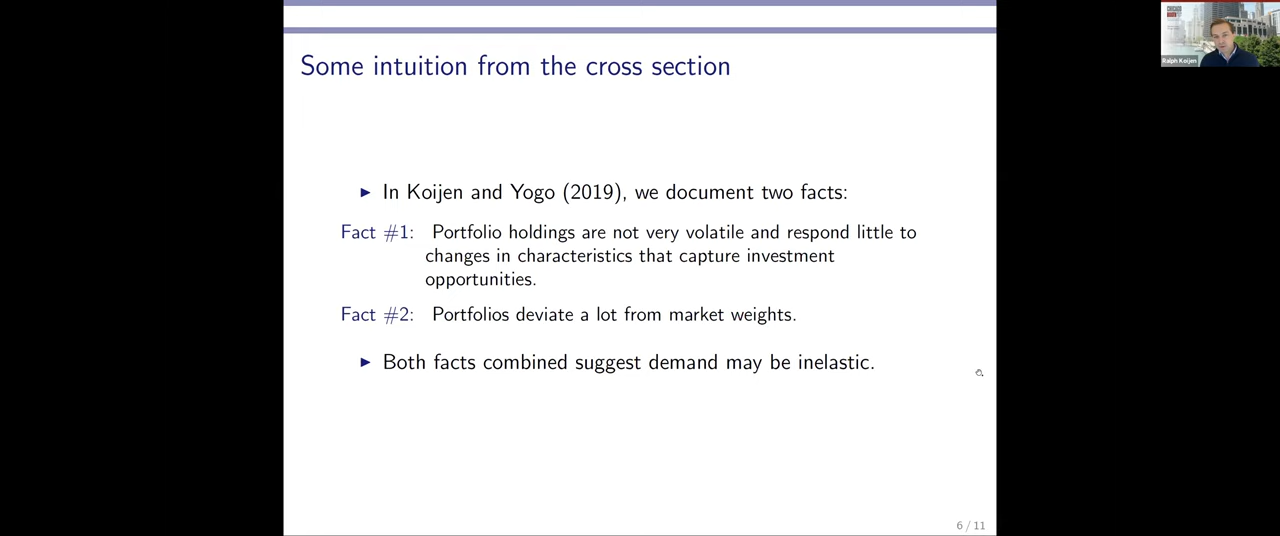 Some intuition from the cross section
► In Koijen and Yogo (2019), we document two facts:
Fact #1: Portfolio holdings are not very volatile and respond little to
changes in characteristics that capture investment
opportunities.
Fact #2: Portfolios deviate a lot from market weights.
► Both facts combined suggest demand may be inelastic.
6 / 11
Ralph Koijen